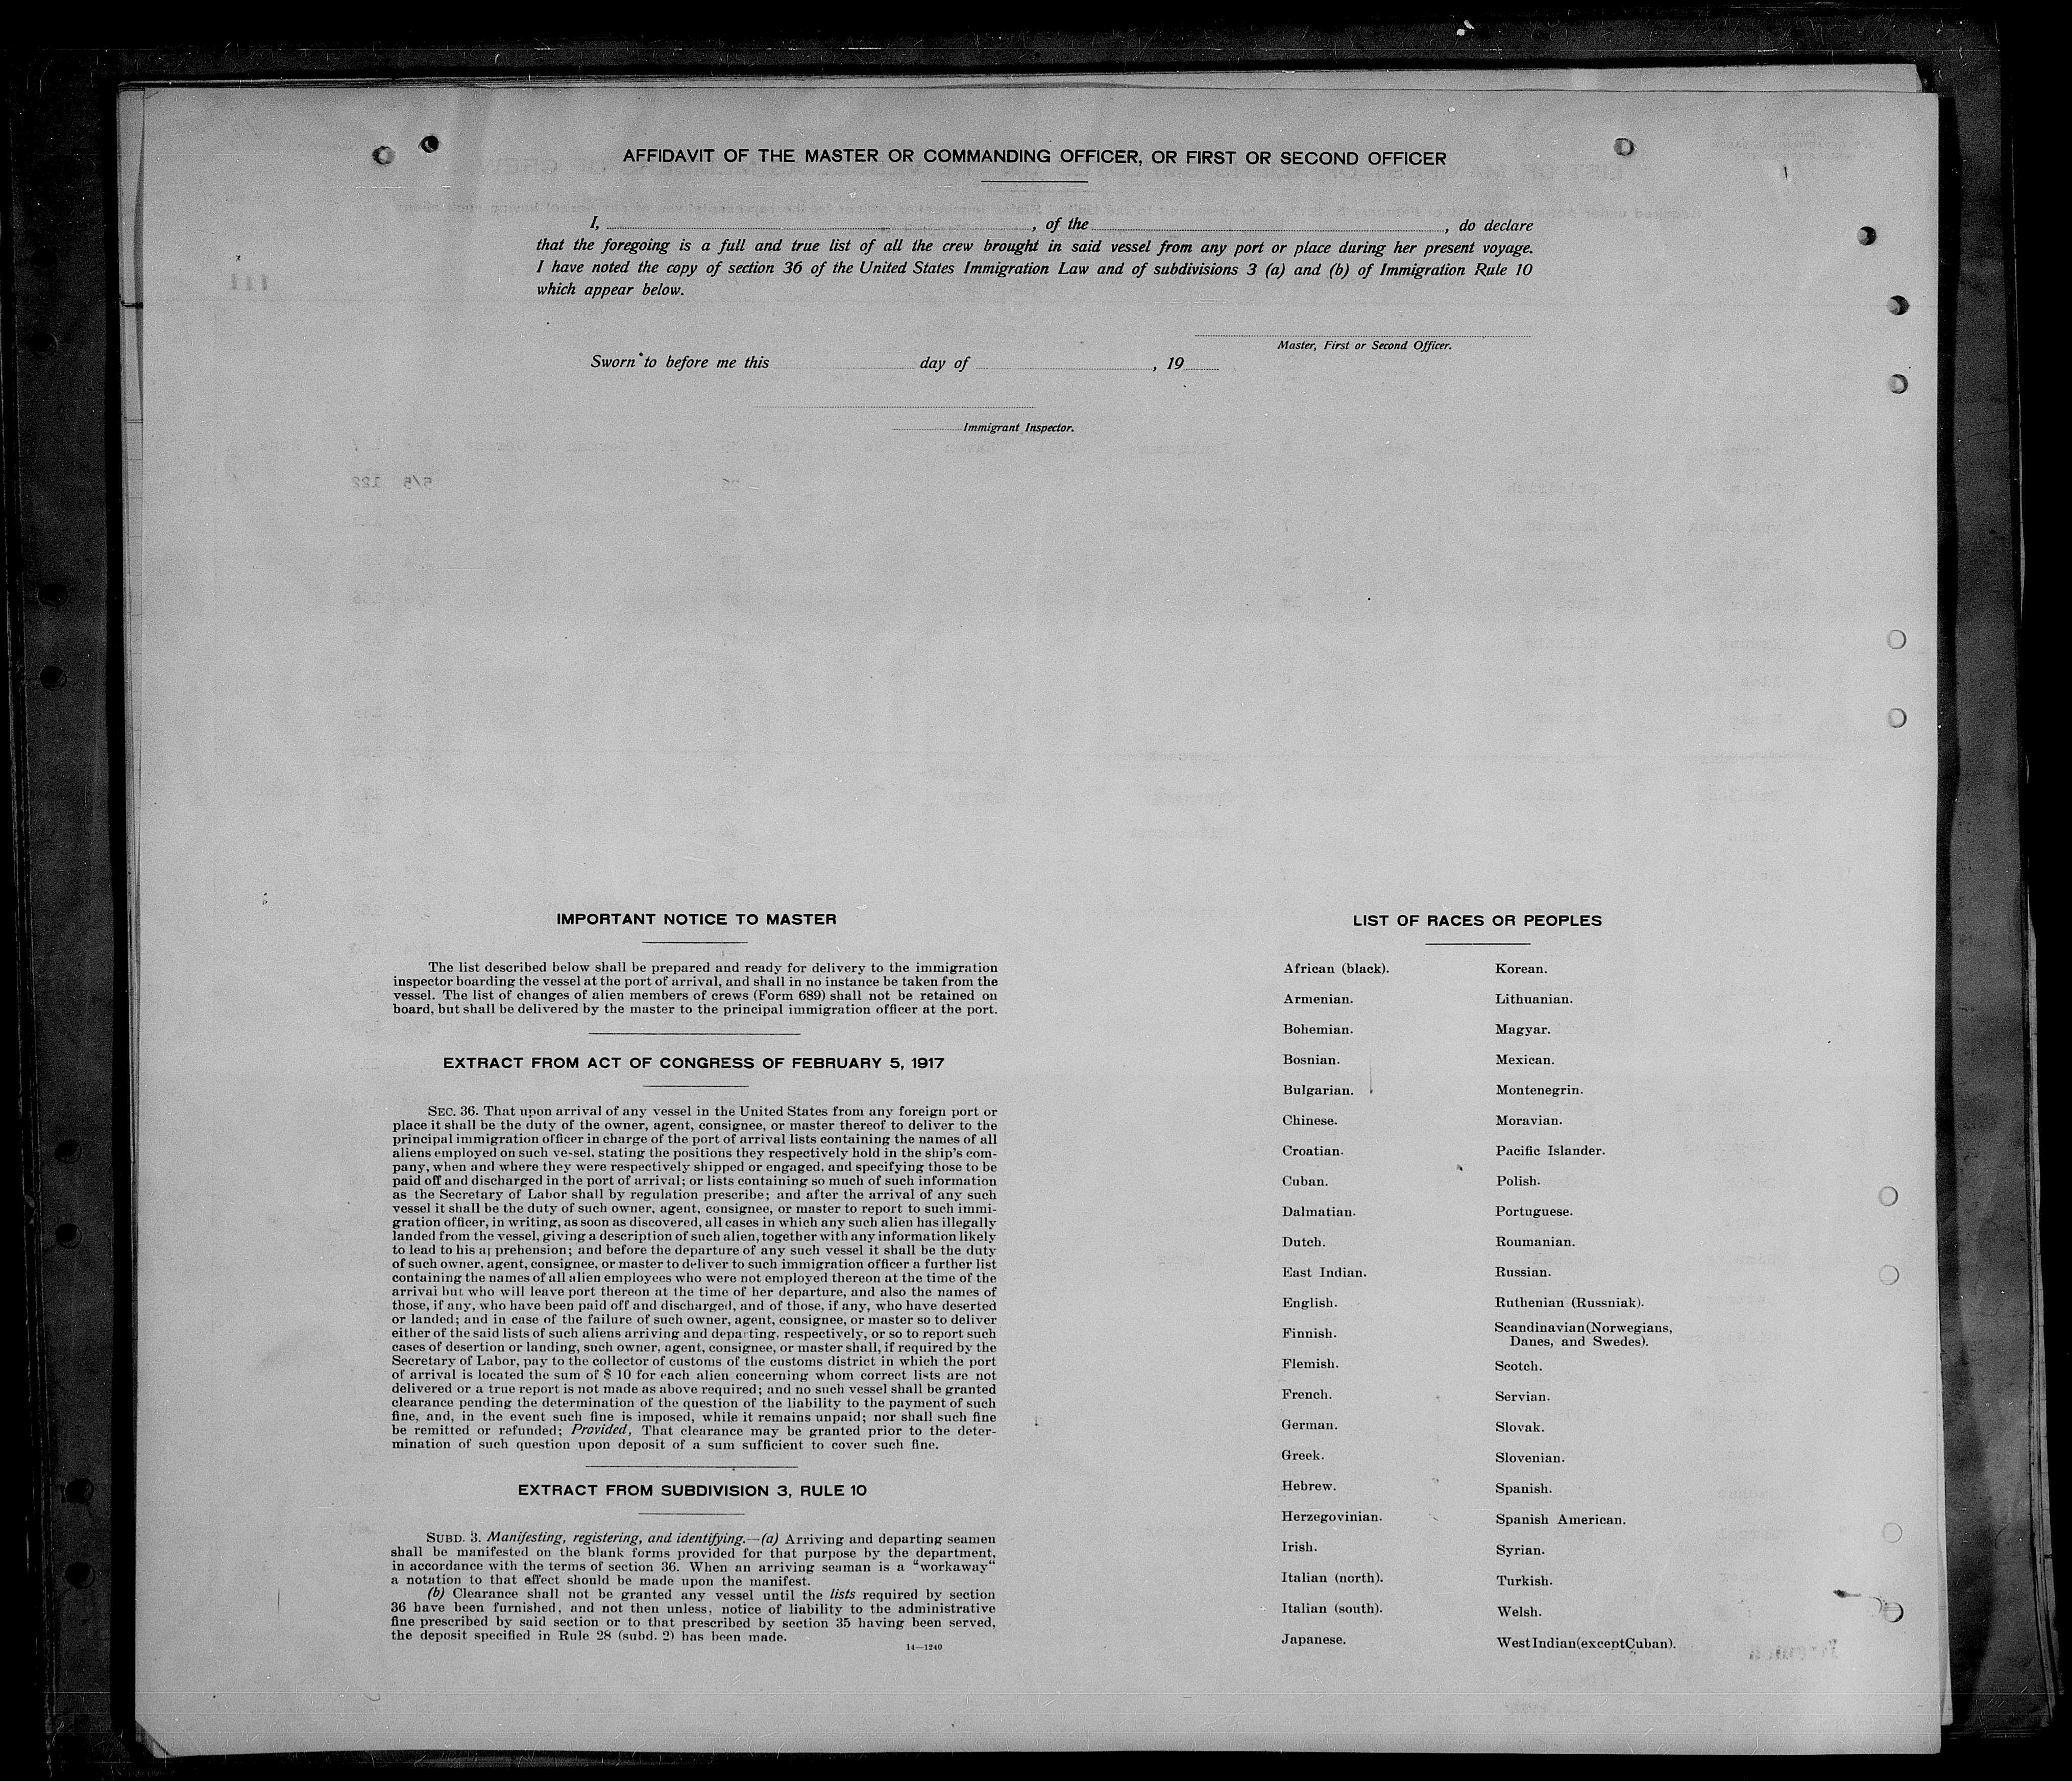 AFFIDAVIT OF THE MASTER OR COMMANDING OFFICER, OR FIRST OR SECOND OFFICER
I, , of the , do declare
that the foregoing is a full and true list of all the crew brought in said vessel from any port or place during her present voyage.
I have noted the copy of section 36 of the United States Immigration Law and of subdivisions 3 (a) and (b) of Immigration Rule 10
which appear below.
Master, First or Second Officer.
Sworn to before me this day of , 19
Immigrant Inspector.
IMPORTANT NOTICE TO MASTER
The list described below shall be prepared and ready for delivery to the immigration
inspector boarding the vessel at the port of arrival, and shall in no instance be taken from the
vessel. The list of changes of alien members of crews (Form 689) shall not be retained on
board, but shall be delivered by the master to the principal immigration officer at the port.
EXTRACT FROM ACT OF CONGRESS OF FEBRUARY 5, 1917
SEC. 36. That upon arrival of any vessel in the United States from any foreign port or
place it shall be the duty of the owner, agent, consignee, or master thereof to deliver to the
principal immigration officer in charge of the port of arrival lists containing the names of all
aliens employed on such vessel, stating the positions they respectively hold in the ship's com-
pany, when and where they were respectively shipped or engaged, and specifying those to be
paid off and discharged in the port of arrival; or lists containing so much of such information
as the Secretary of Labor shall by regulation prescribe; and after the arrival of any such
vessel it shall be the duty of such owner, agent, consignee, or master to report to such immi-
gration officer, in writing, as soon as discovered, all cases in which any such alien has illegally
landed from the vessel, giving a description of such alien, together with any information likely
to lead to his apprehension; and before the departure of any such vessel it shall be the duty
of such owner, agent, consignee, or master to deliver to such immigration officer a further list
containing the names of all alien employees who were not employed thereon at the time of the
arrival but who will leave port thereon at the time of her departure, and also the names of
those, if any, who have been paid off and discharged, and of those, if any, who have deserted
or landed; and in case of the failure of such owner, agent, consignee, or master so to deliver
either of the said lists of such aliens arriving and departing, respectively, or so to report such
cases of desertion or landing, such owner, agent, consignee, or master shall, if required by the
Secretary of Labor, pay to the collector of customs of the customs district in which the port
of arrival is located the sum of $ 10 for each alien concerning whom correct lists are not
delivered or a true report is not made as above required; and no such vessel shall be granted
clearance pending the determination of the question of the liability to the payment of such
fine, and, in the event such fine is imposed, while it remains unpaid; nor shall such fine
be remitted or refunded; Provided, That clearance may be granted prior to the deter-
mination of such question upon deposit of a sum sufficient to cover such fine.
EXTRACT FROM SUBDIVISION 3, RULE 10
SUBD. 3. Manifesting, registering, and identifying.—(a) Arriving and departing seamen
shall be manifested on the blank forms provided for that purpose by the department,
in accordance with the terms of section 36. When an arriving seaman is a “workaway“
a notation to that effect should be made upon the manifest.
(b) Clearance shall not be granted any vessel until the lists required by section
36 have been furnished, and not then unless, notice of liability to the administrative
fine prescribed by said section or to that prescribed by section 35 having been served,
the deposit specified in Rule 28 (subd. 2) has been made.
14—1240
LIST OF RACES OR PEOPLES
African (black).
Armenian.
Bohemian.
Bosnian.
Bulgarian.
Chinese.
Croatian.
Cuban.
Dalmatian.
Dutch.
East Indian.
English.
Finnish.
Flemish.
French.
German.
Greek.
Hebrew.
Herzegovinian.
Irish.
Italian (north).
Italian (south).
Japanese.
Korean.
Lithuanian.
Magyar.
Mexican.
Montenegrin.
Moravian.
Pacific Islander.
Polish.
Portuguese.
Roumanian.
Russian.
Ruthenian (Russniak).
Scandinavian (Norwegians,
Danes, and Swedes).
Scotch.
Servian.
Slovak.
Slovenian.
Spanish.
Spanish American.
Syrian.
Turkish.
Welsh.
West Indian (except Cuban).